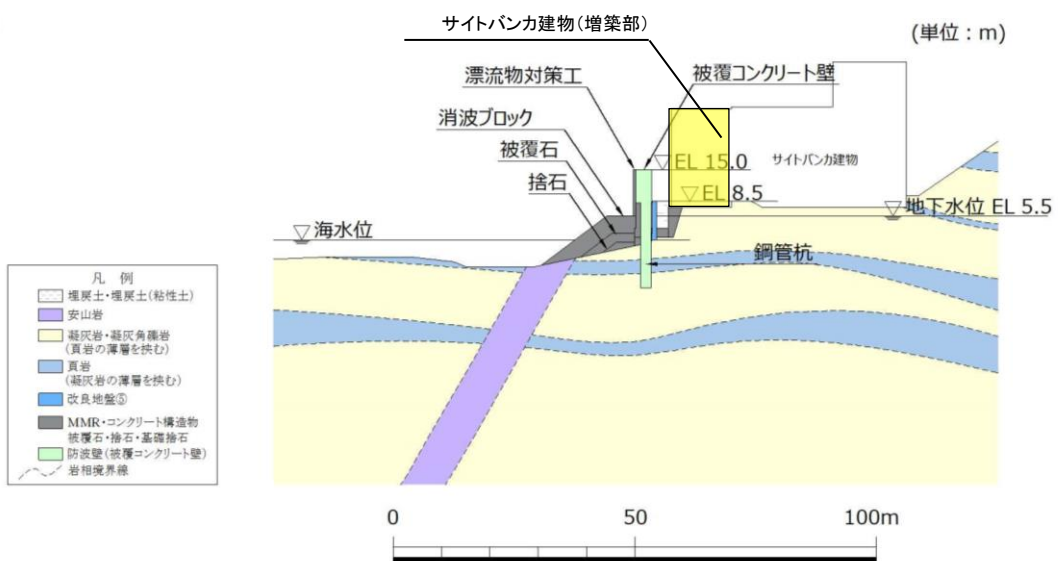 サイトバンカ建物(増築部)
(単位:m)
漂流物対策工
被覆コンクリート壁
消波ブロック
被覆石
捨石
EL 15.0
サイトバンカ建物
EL 8.5
地下水位 EL 5.5
海水位
鋼管杭
凡 例
埋戻土・埋戻土(粘性土)
安山岩
凝灰岩・凝灰角礫岩
(頁岩の薄層を挟む)
頁岩
(凝灰岩の薄層を挟む)
改良地盤⑤
MMR・コンクリート構造物
被覆石・捨石・基礎捨石
防波壁(被覆コンクリート壁)
岩相境界線
0 50 100m